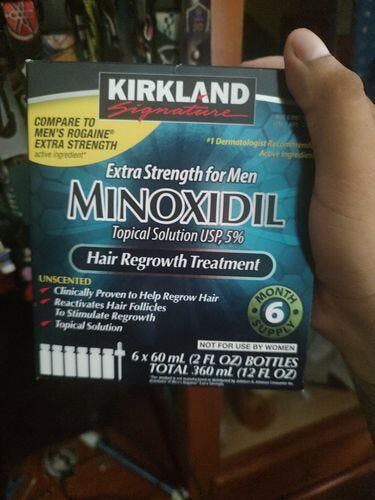 KIRKLAND
Signature
COMPARE TO
MEN'S ROGAINE®
EXTRA STRENGTH
active ingredient*
#1 Dermatologist Recommended
Active Ingredient
Extra Strength for Men
MINOXIDIL
Topical Solution USP, 5%
Hair Regrowth Treatment
UNSCENTED
Clinically Proven to Help Regrow Hair
Reactivates Hair Follicles
To Stimulate Regrowth
Topical Solution
MONTH
6
SUPPLY
NOT FOR USE BY WOMEN
6 x 60 mL (2 FL OZ) BOTTLES
TOTAL 360 mL (12 FL OZ)